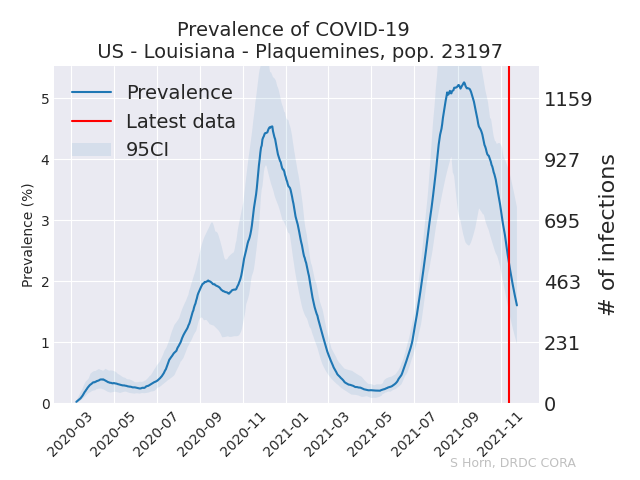 Prevalence of COVID-19
US - Louisiana - Plaquemines, pop. 23197
Prevalence
Latest data
95CI
Prevalence (%)
5
4
3
2
1
0
1159
927
695
463
231
0
# of infections
2020-03
2020-05
2020-07
2020-09
2020-11
2021-01
2021-03
2021-05
2021-07
2021-09
2021-11
S Horn, DRDC CORA